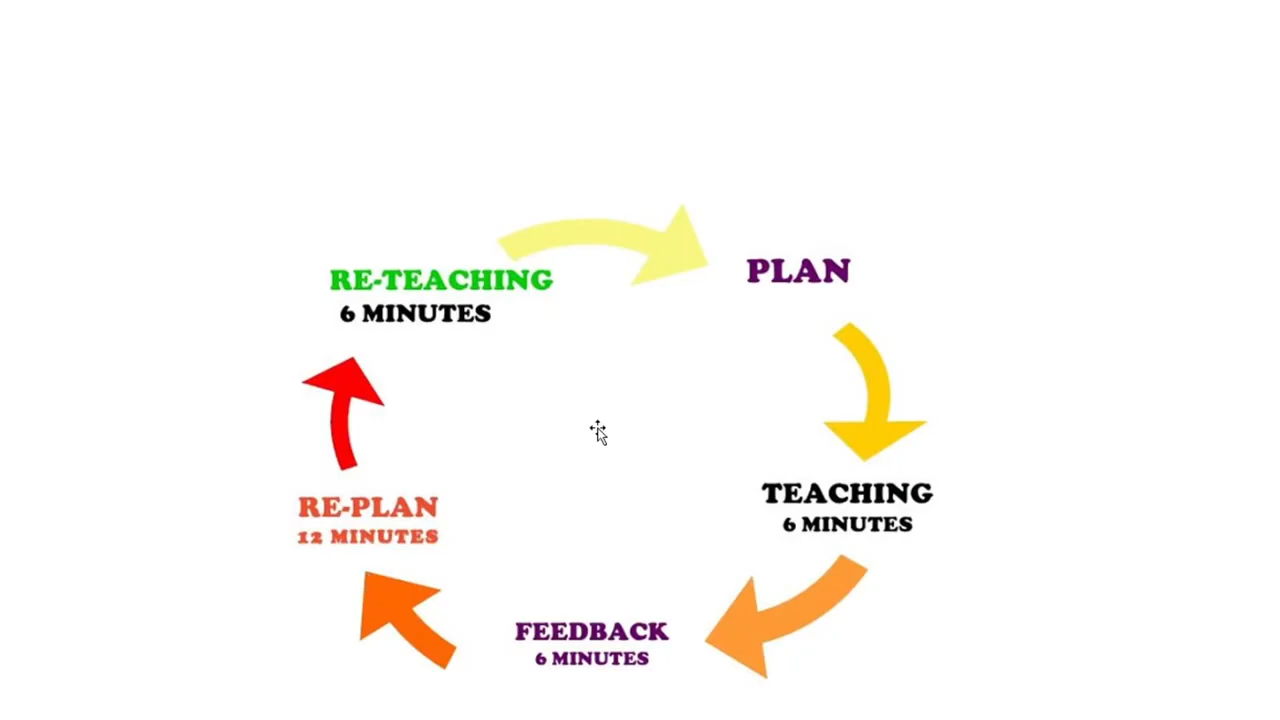 PLAN
RE-TEACHING
6 MINUTES
TEACHING
6 MINUTES
RE-PLAN
12 MINUTES
FEEDBACK
6 MINUTES